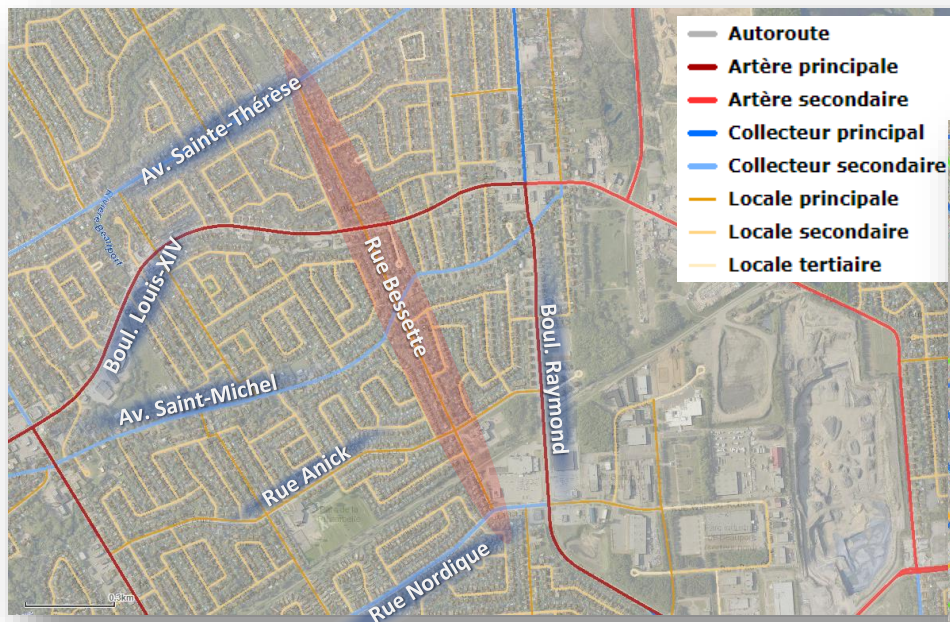 Autoroute
Artère principale
Artère secondaire
Collecteur principal
Collecteur secondaire
Locale principale
Locale secondaire
Locale tertiaire
Av. Sainte-Thérèse
Boul. Louis-XIV
Rue Bessette
Av. Saint-Michel
Boul. Raymond
Rue Anick
Rue Nordique